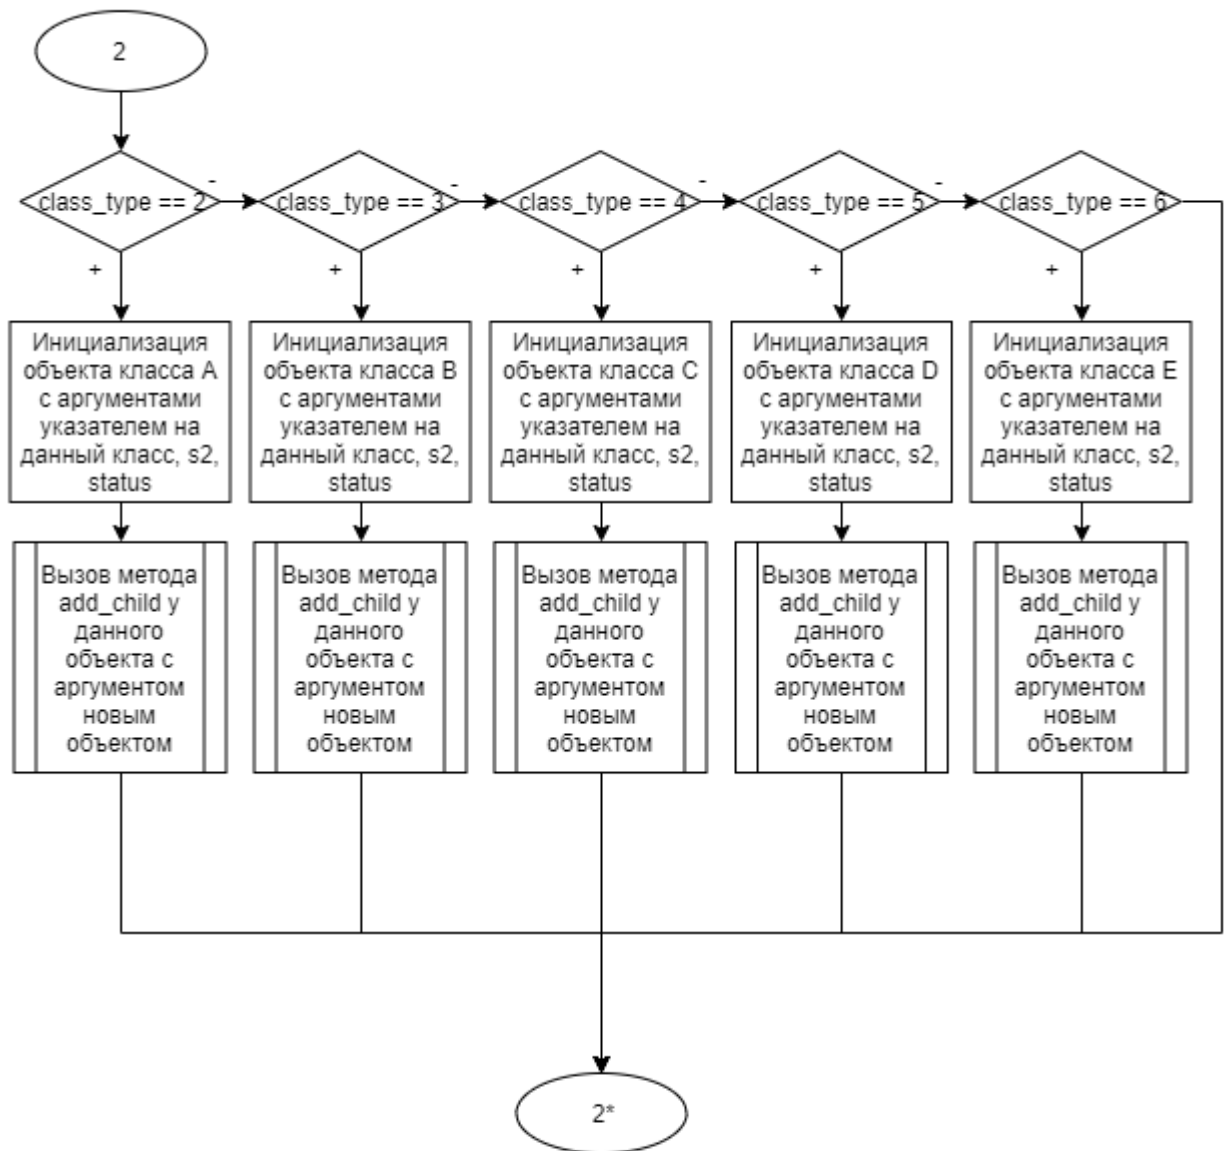 2
class_type == 2
-
class_type == 3
-
class_type == 4
-
class_type == 5
-
class_type == 6
+
+
+
+
+
Инициализация
объекта класса A
с аргументами
указателем на
данный класс, s2,
status
Инициализация
объекта класса B
с аргументами
указателем на
данный класс, s2,
status
Инициализация
объекта класса C
с аргументами
указателем на
данный класс, s2,
status
Инициализация
объекта класса D
с аргументами
указателем на
данный класс, s2,
status
Инициализация
объекта класса E
с аргументами
указателем на
данный класс, s2,
status
Вызов метода
add_child у
данного
объекта с
аргументом
новым
объектом
Вызов метода
add_child у
данного
объекта с
аргументом
новым
объектом
Вызов метода
add_child у
данного
объекта с
аргументом
новым
объектом
Вызов метода
add_child у
данного
объекта с
аргументом
новым
объектом
Вызов метода
add_child у
данного
объекта с
аргументом
новым
объектом
2*